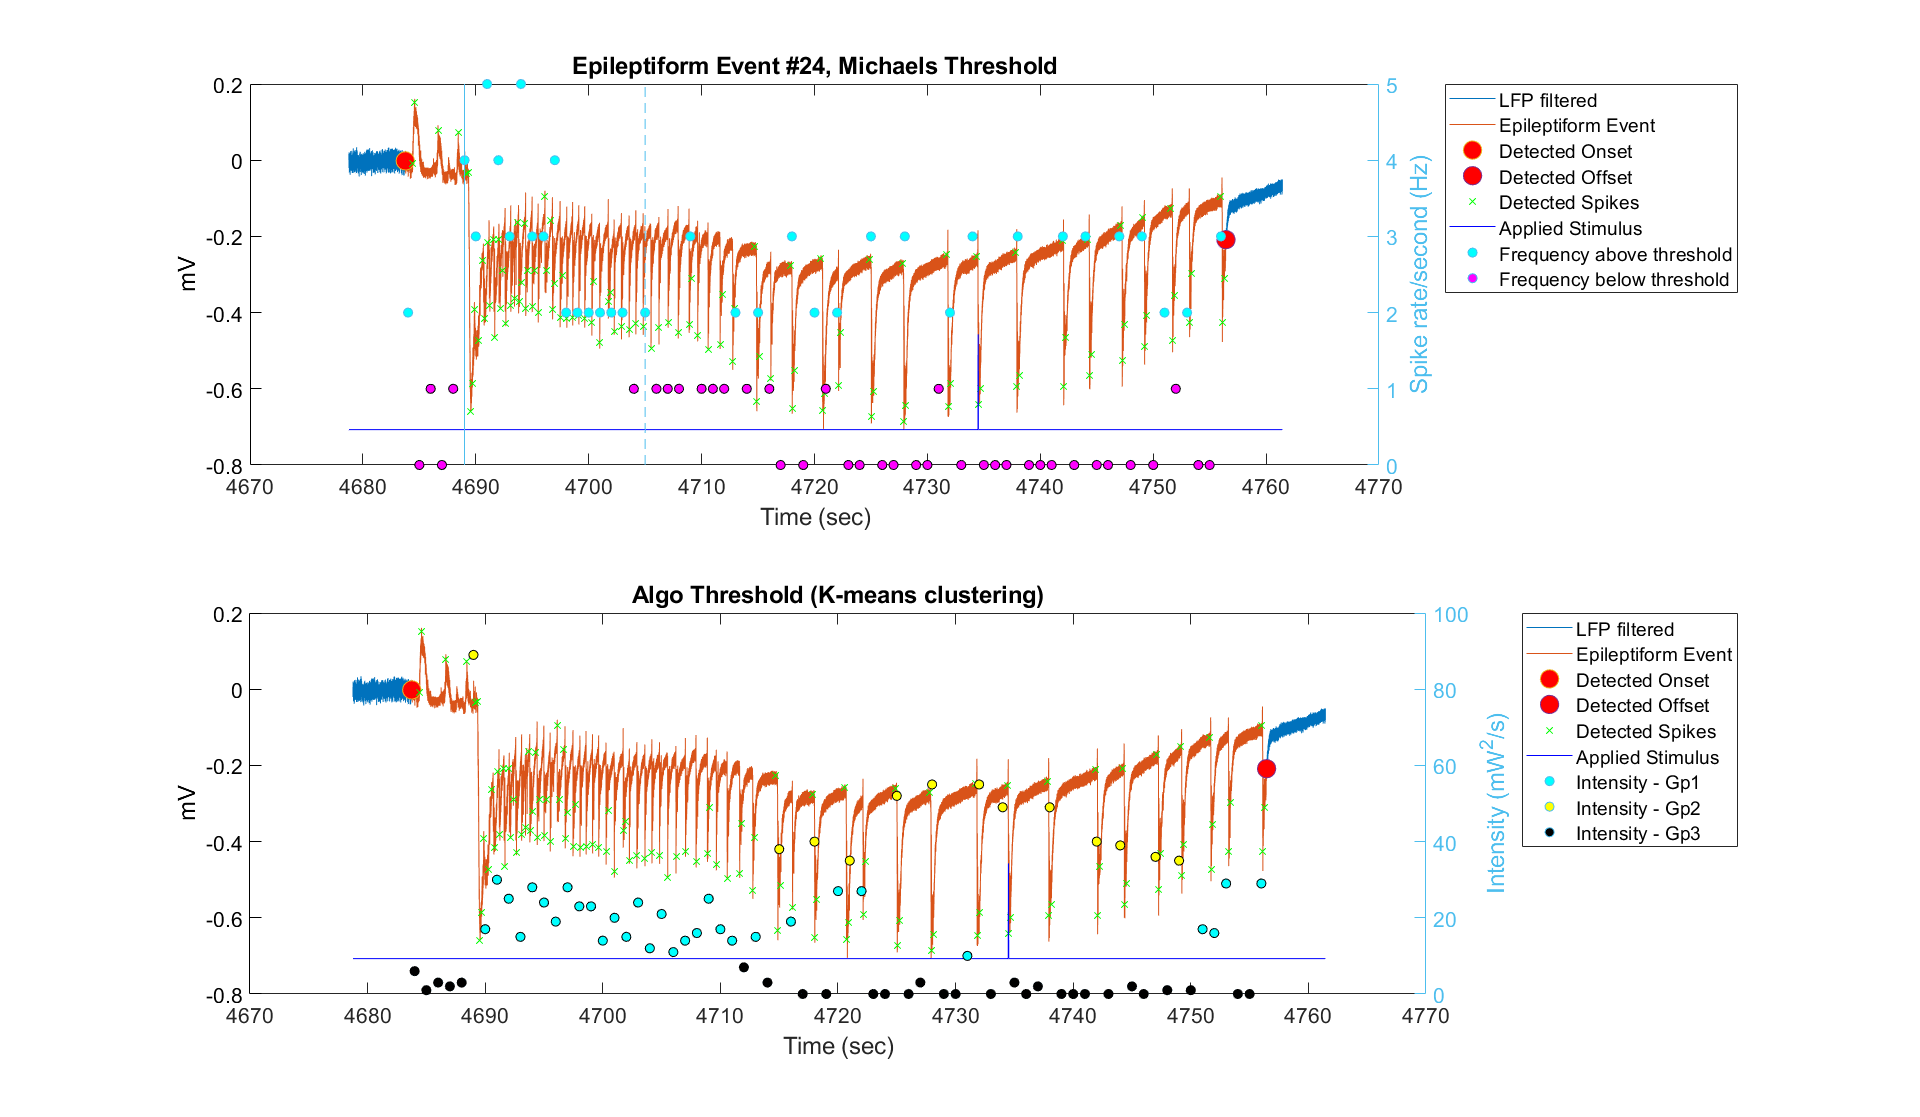 Epileptiform Event #24, Michaels Threshold
0.2
0
-0.2
-0.4
-0.6
-0.8
mV
4670
4680
4690
4700
4710
4720
4730
4740
4750
4760
4770
Time (sec)
5
4
3
2
1
0
Spike rate/second (Hz)
LFP filtered
Epileptiform Event
Detected Onset
Detected Offset
Detected Spikes
Applied Stimulus
Frequency above threshold
Frequency below threshold
Algo Threshold (K-means clustering)
0.2
0
-0.2
-0.4
-0.6
-0.8
mV
4670
4680
4690
4700
4710
4720
4730
4740
4750
4760
4770
Time (sec)
100
80
60
40
20
0
Intensity (mW²/s)
LFP filtered
Epileptiform Event
Detected Onset
Detected Offset
Detected Spikes
Applied Stimulus
Intensity - Gp1
Intensity - Gp2
Intensity - Gp3